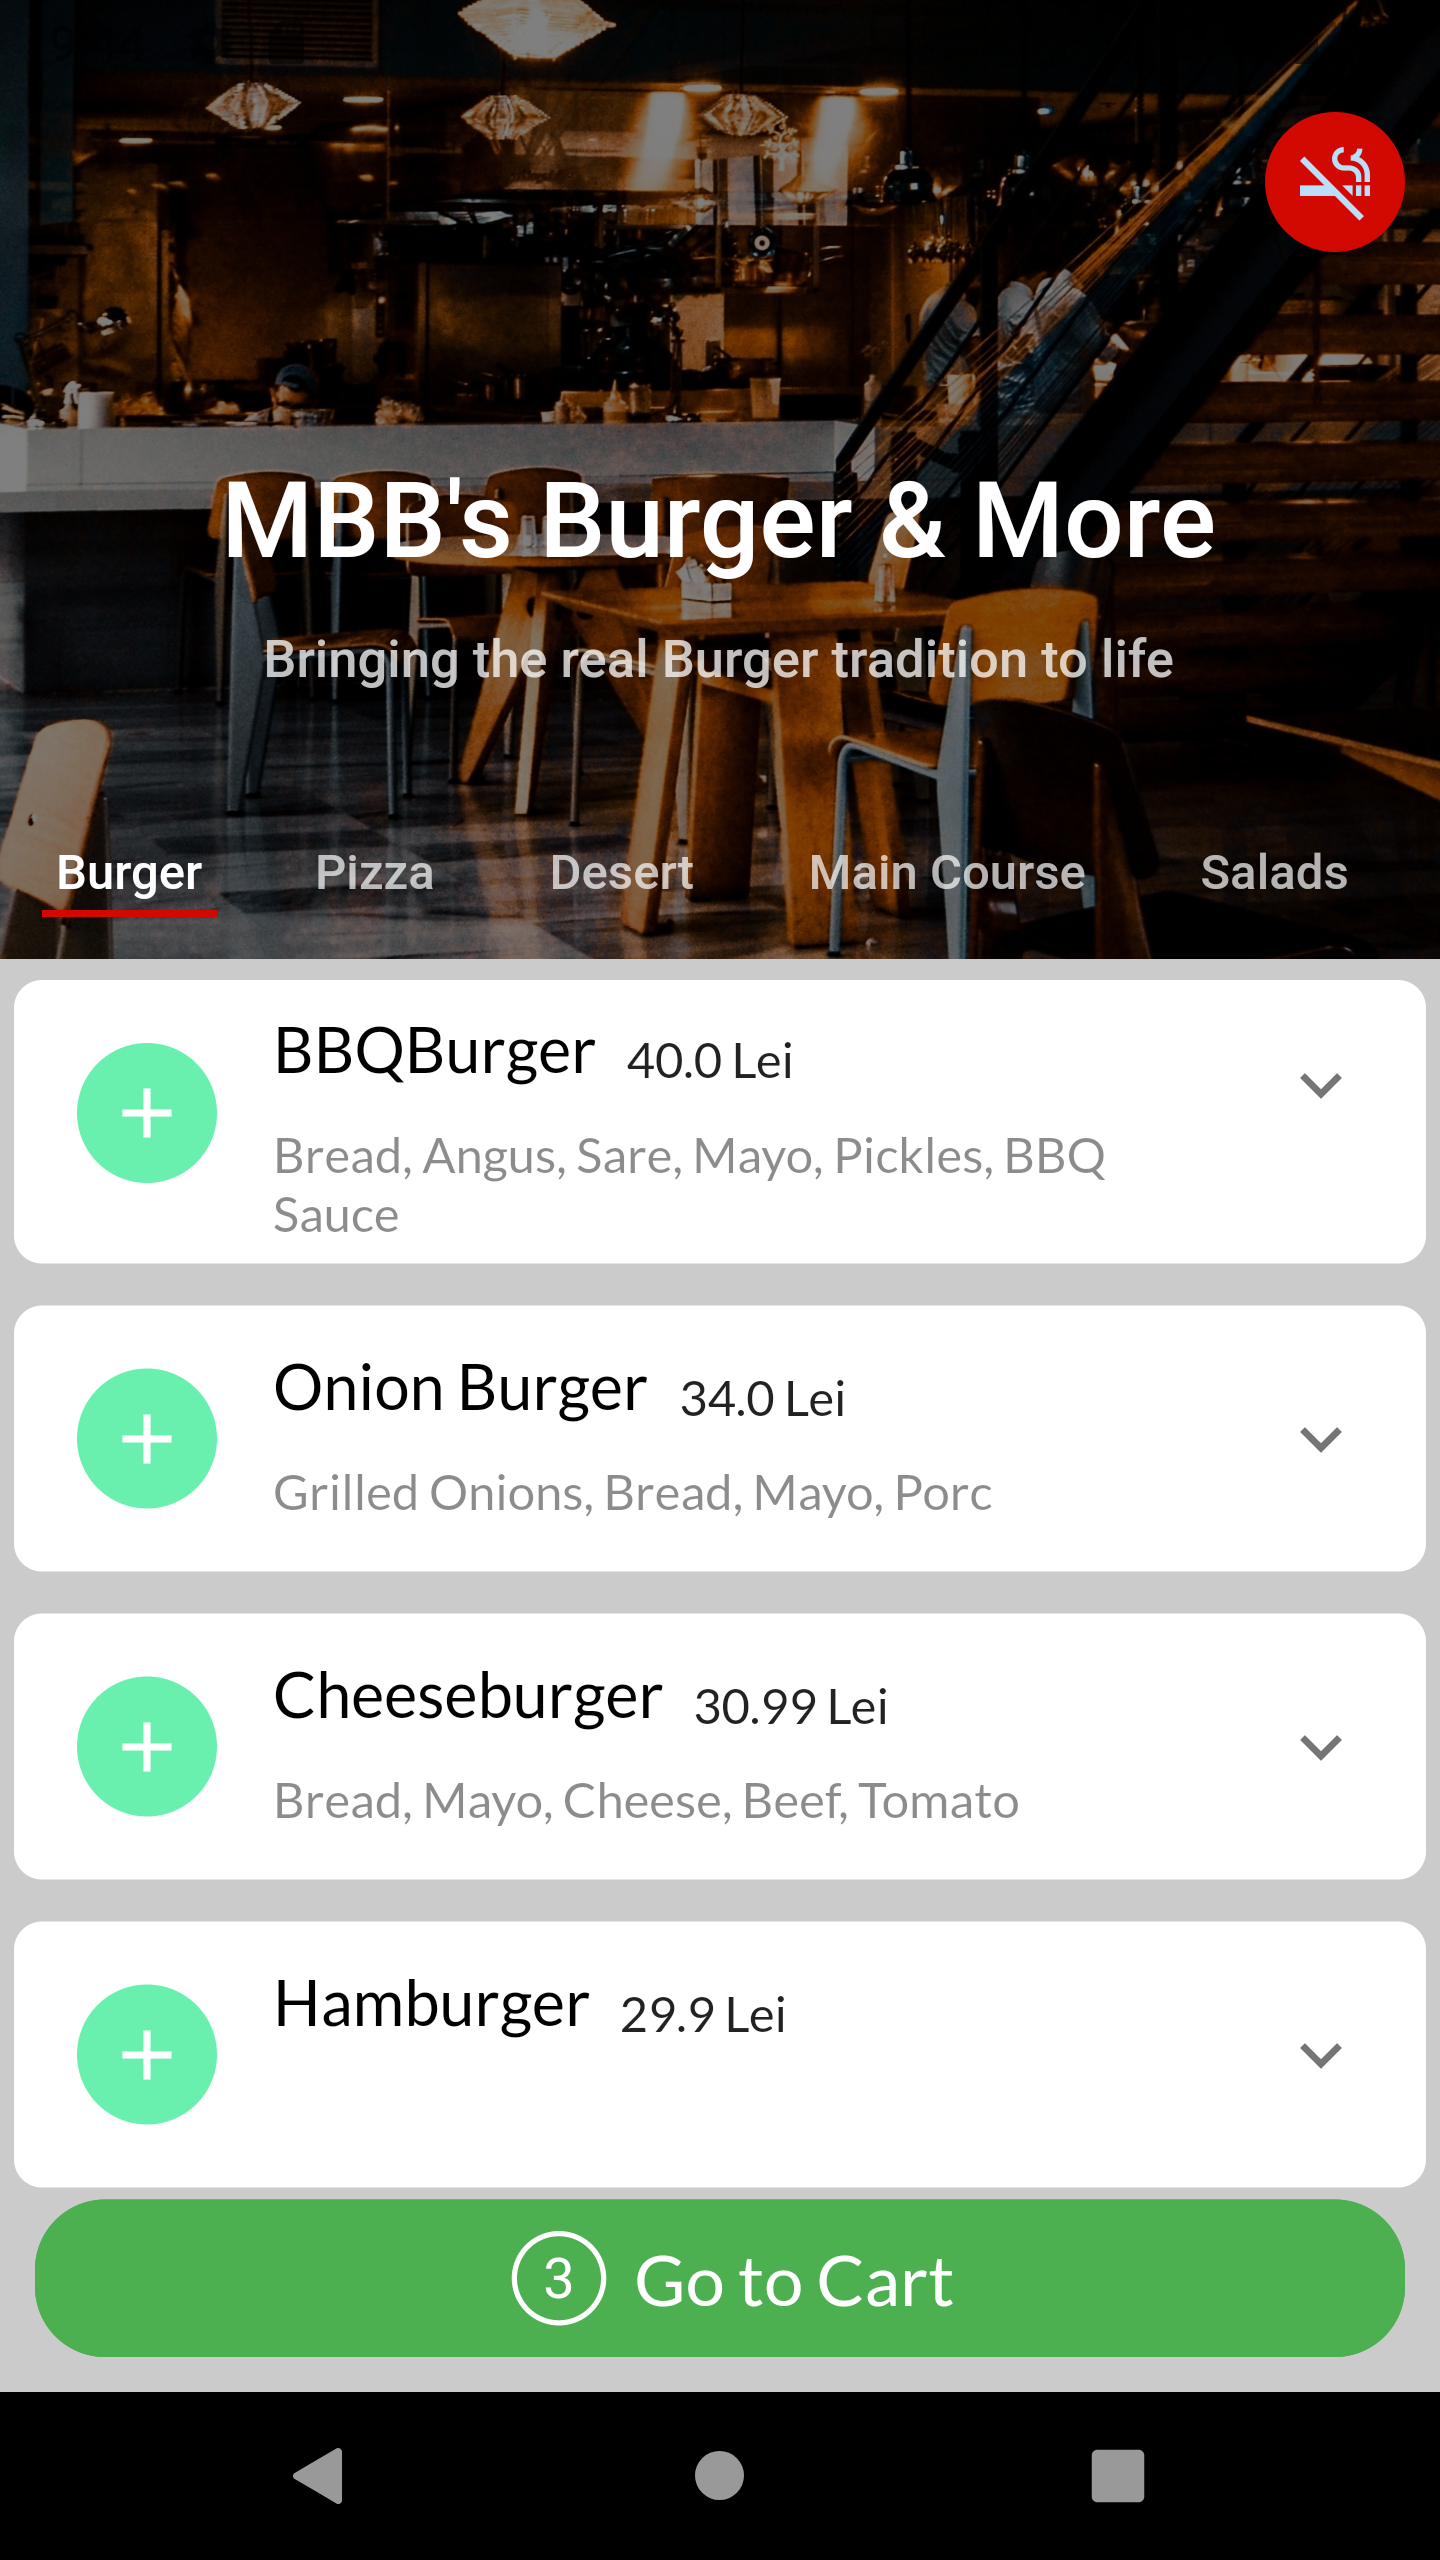 MBB's Burger & More
Bringing the real Burger tradition to life
Burger Pizza Desert Main Course Salads
BBQBurger 40.0 Lei
Bread, Angus, Sare, Mayo, Pickles, BBQ
Sauce
Onion Burger 34.0 Lei
Grilled Onions, Bread, Mayo, Porc
Cheeseburger 30.99 Lei
Bread, Mayo, Cheese, Beef, Tomato
Hamburger 29.9 Lei
3 Go to Cart